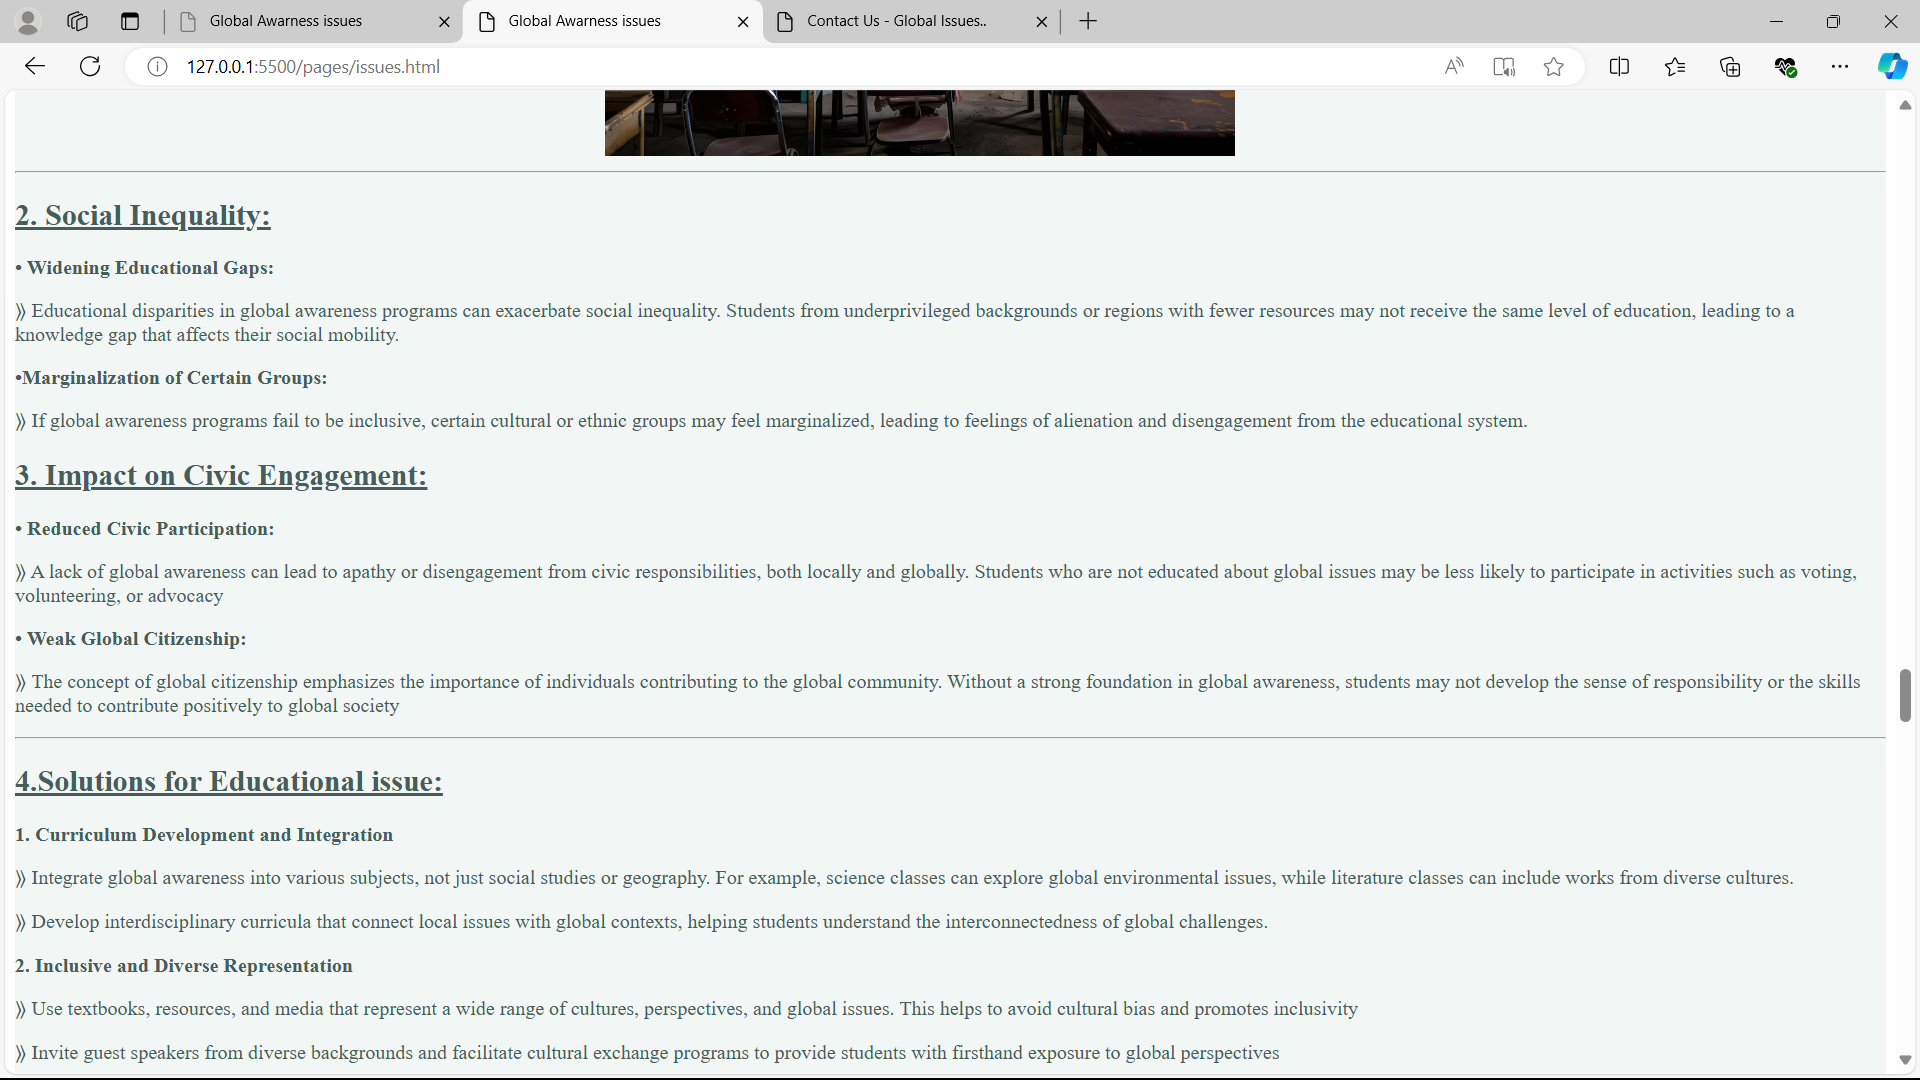 Global Awarness issues
Global Awarness issues
Contact Us - Global Issues..
127.0.0.1:5500/pages/issues.html
2. Social Inequality:
• Widening Educational Gaps:
⟫ Educational disparities in global awareness programs can exacerbate social inequality. Students from underprivileged backgrounds or regions with fewer resources may not receive the same level of education, leading to a
knowledge gap that affects their social mobility.
•Marginalization of Certain Groups:
⟫ If global awareness programs fail to be inclusive, certain cultural or ethnic groups may feel marginalized, leading to feelings of alienation and disengagement from the educational system.
3. Impact on Civic Engagement:
• Reduced Civic Participation:
⟫ A lack of global awareness can lead to apathy or disengagement from civic responsibilities, both locally and globally. Students who are not educated about global issues may be less likely to participate in activities such as voting,
volunteering, or advocacy
• Weak Global Citizenship:
⟫ The concept of global citizenship emphasizes the importance of individuals contributing to the global community. Without a strong foundation in global awareness, students may not develop the sense of responsibility or the skills
needed to contribute positively to global society
4.Solutions for Educational issue:
1. Curriculum Development and Integration
⟫ Integrate global awareness into various subjects, not just social studies or geography. For example, science classes can explore global environmental issues, while literature classes can include works from diverse cultures.
⟫ Develop interdisciplinary curricula that connect local issues with global contexts, helping students understand the interconnectedness of global challenges.
2. Inclusive and Diverse Representation
⟫ Use textbooks, resources, and media that represent a wide range of cultures, perspectives, and global issues. This helps to avoid cultural bias and promotes inclusivity
⟫ Invite guest speakers from diverse backgrounds and facilitate cultural exchange programs to provide students with firsthand exposure to global perspectives